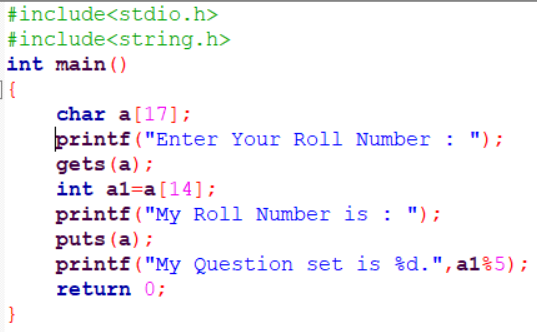 #include<stdio.h>
#include<string.h>
int main()
{
char a[17];
printf("Enter Your Roll Number : ");
gets(a);
int a1=a[14];
printf("My Roll Number is : ");
puts(a);
printf("My Question set is %d.",a1%5);
return 0;
}